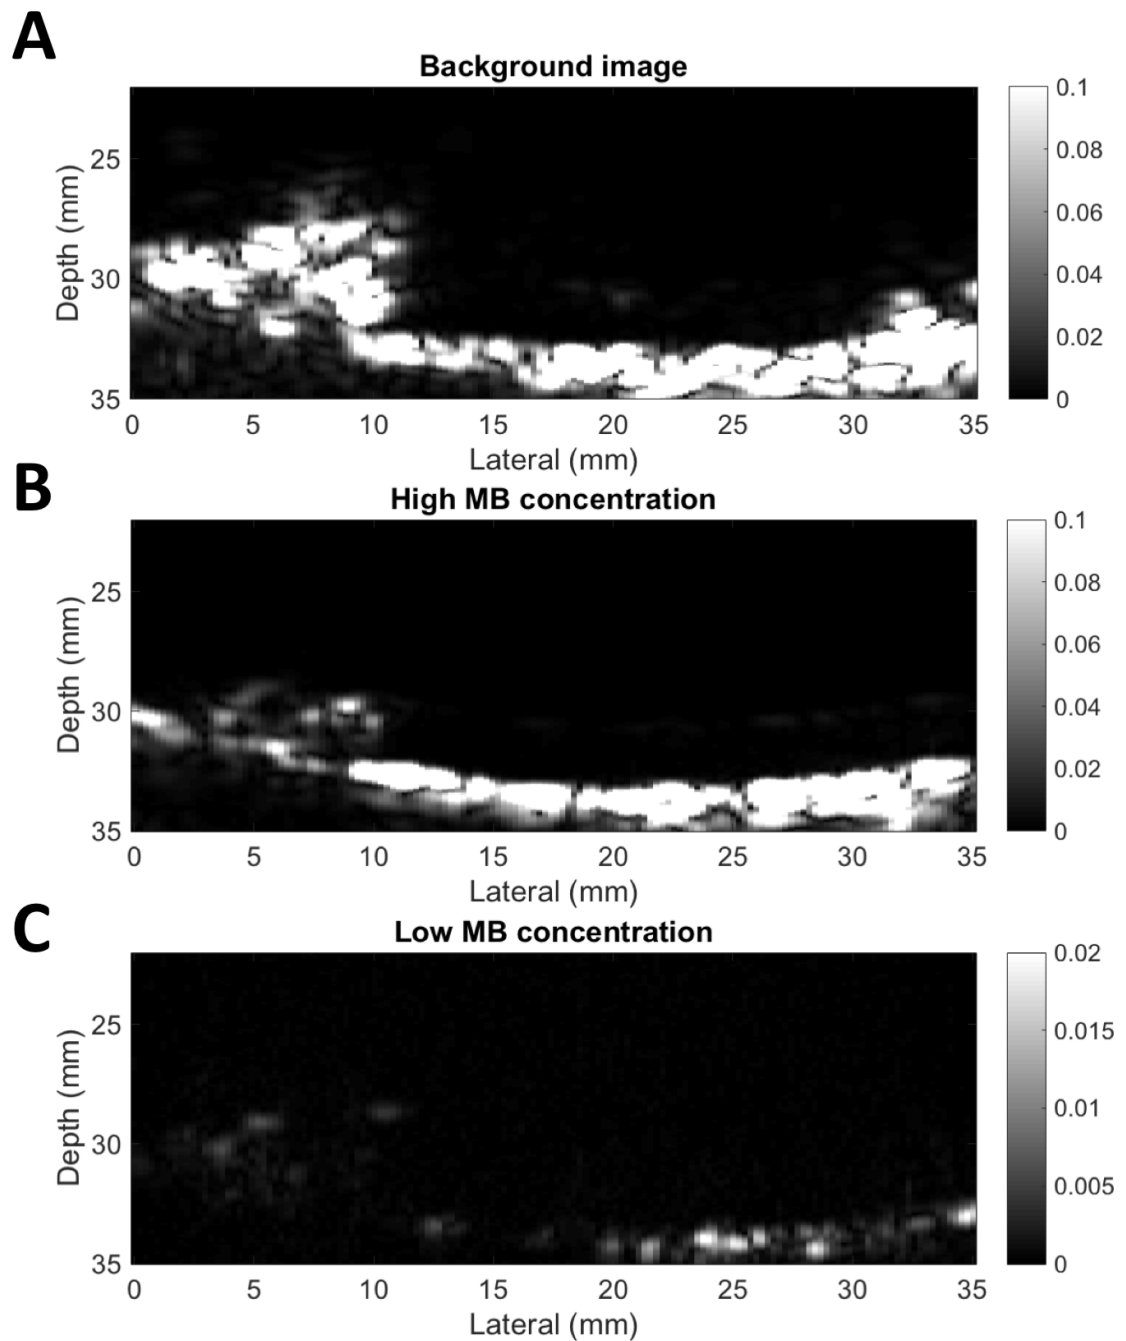 A
Background image
Depth (mm)
25
30
35
0 5 10 15 20 25 30 35
Lateral (mm)
0.1
0.08
0.06
0.04
0.02
0
B
High MB concentration
Depth (mm)
25
30
35
0 5 10 15 20 25 30 35
Lateral (mm)
0.1
0.08
0.06
0.04
0.02
0
C
Low MB concentration
Depth (mm)
25
30
35
0 5 10 15 20 25 30 35
Lateral (mm)
0.02
0.015
0.01
0.005
0